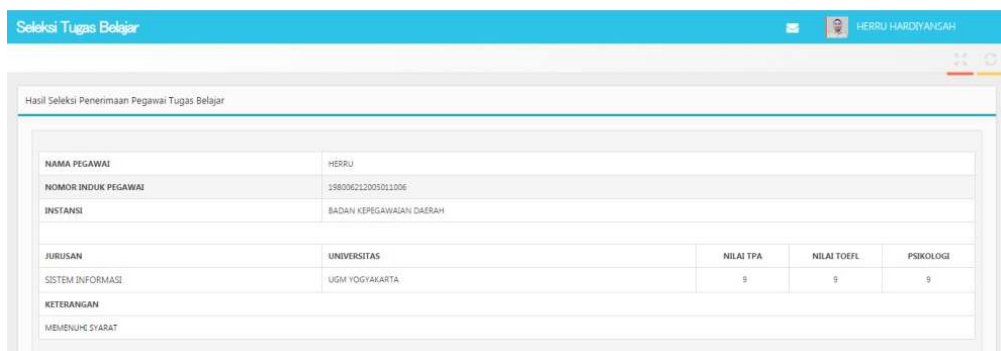 Seleksi Tugas Belajar HERRU HARDIYANSAH
Hasil Seleksi Penerimaan Pegawai Tugas Belajar
NAMA PEGAWAI HERRU
NOMOR INDUK PEGAWAI 198006212005011006
INSTANSI BADAN KEPEGAWAIAN DAERAH
JURUSAN UNIVERSITAS NILAI TPA NILAI TOEFL PSIKOLOGI
SISTEM INFORMASI UGM YOGYAKARTA 9 9 9
KETERANGAN
MEMENUHI SYARAT